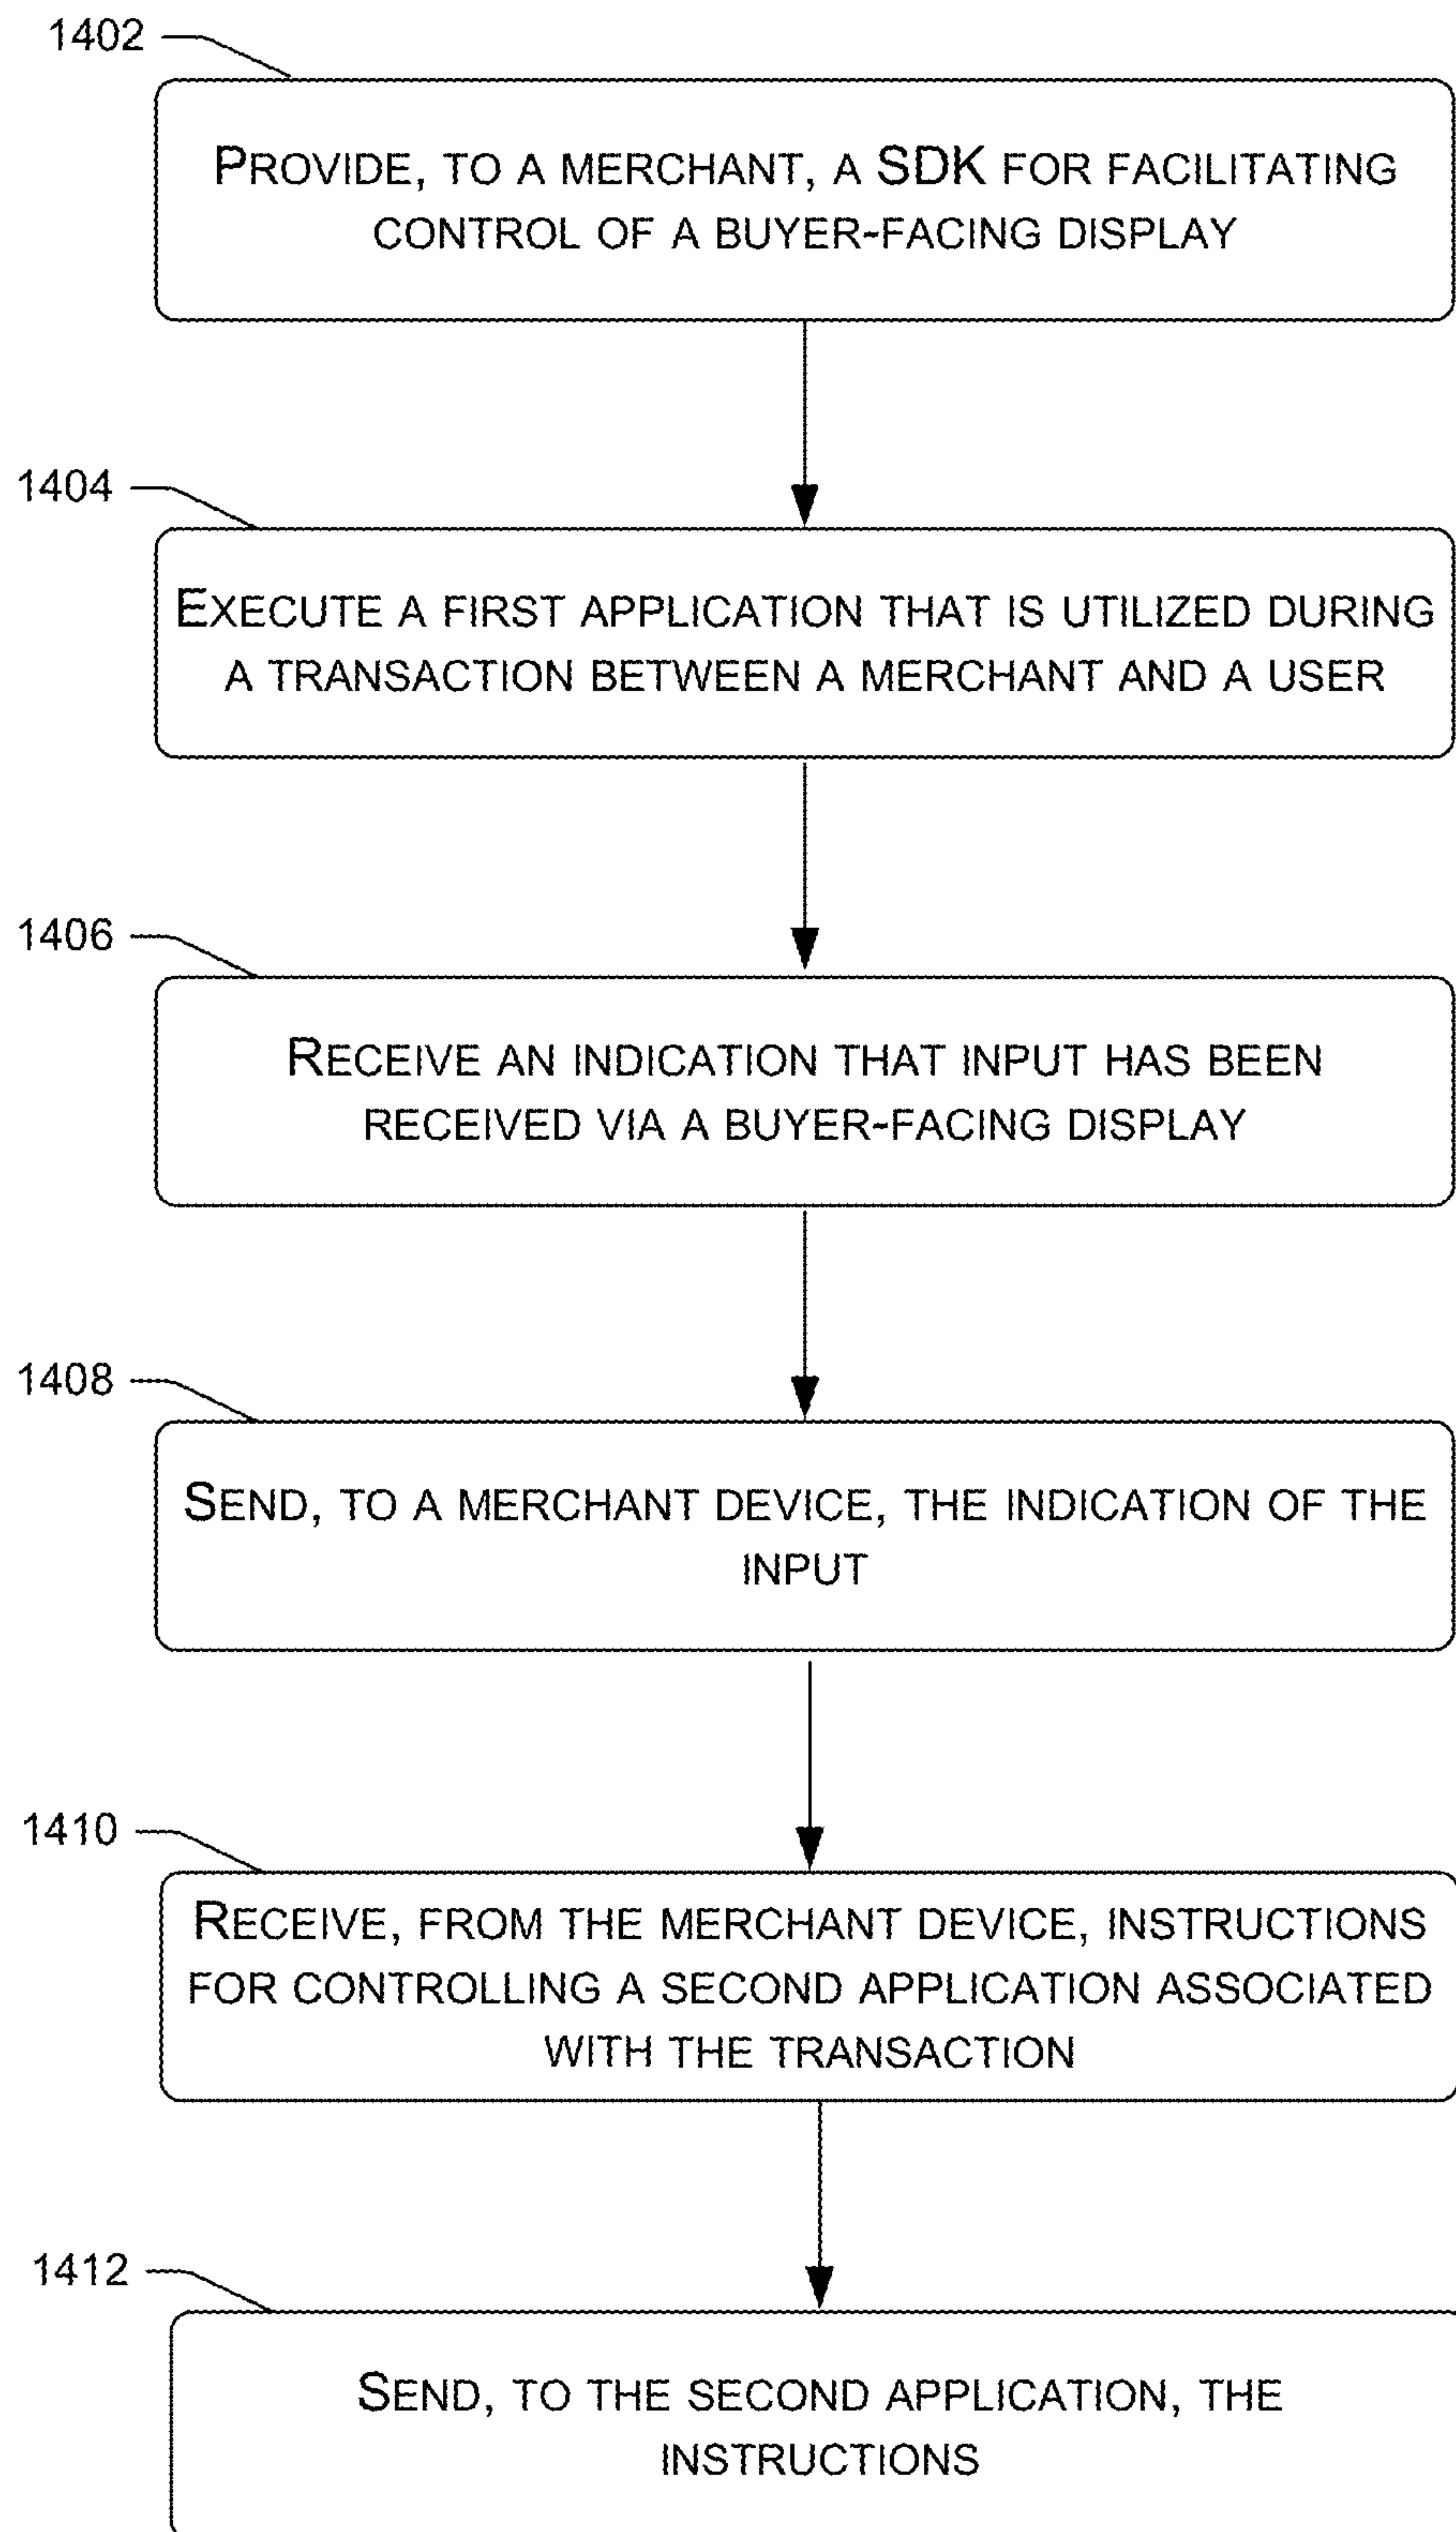 1402
PROVIDE, TO A MERCHANT, A SDK FOR FACILITATING
CONTROL OF A BUYER-FACING DISPLAY
1404
EXECUTE A FIRST APPLICATION THAT IS UTILIZED DURING
A TRANSACTION BETWEEN A MERCHANT AND A USER
1406
RECEIVE AN INDICATION THAT INPUT HAS BEEN
RECEIVED VIA A BUYER-FACING DISPLAY
1408
SEND, TO A MERCHANT DEVICE, THE INDICATION OF THE
INPUT
1410
RECEIVE, FROM THE MERCHANT DEVICE, INSTRUCTIONS
FOR CONTROLLING A SECOND APPLICATION ASSOCIATED
WITH THE TRANSACTION
1412
SEND, TO THE SECOND APPLICATION, THE
INSTRUCTIONS